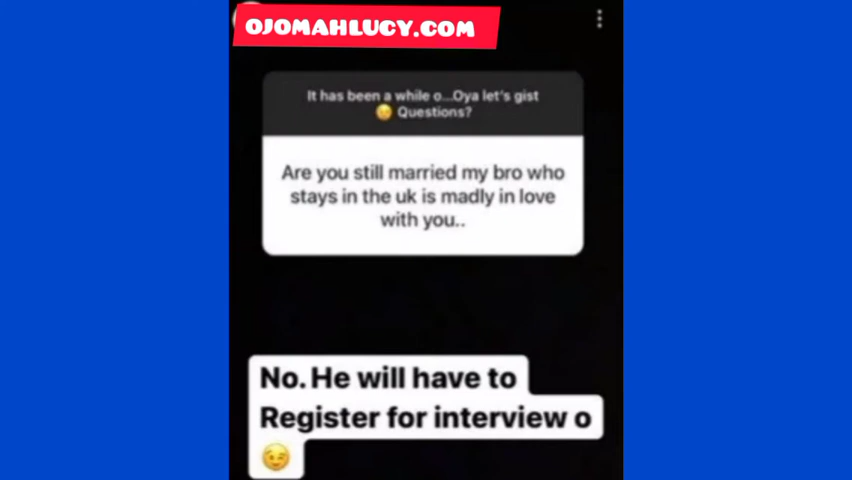 OJOMAHLUCY.COM
It has been a while o...Oya let's gist
😉 Questions?
Are you still married my bro who
stays in the uk is madly in love
with you..
No. He will have to
Register for interview o
😉